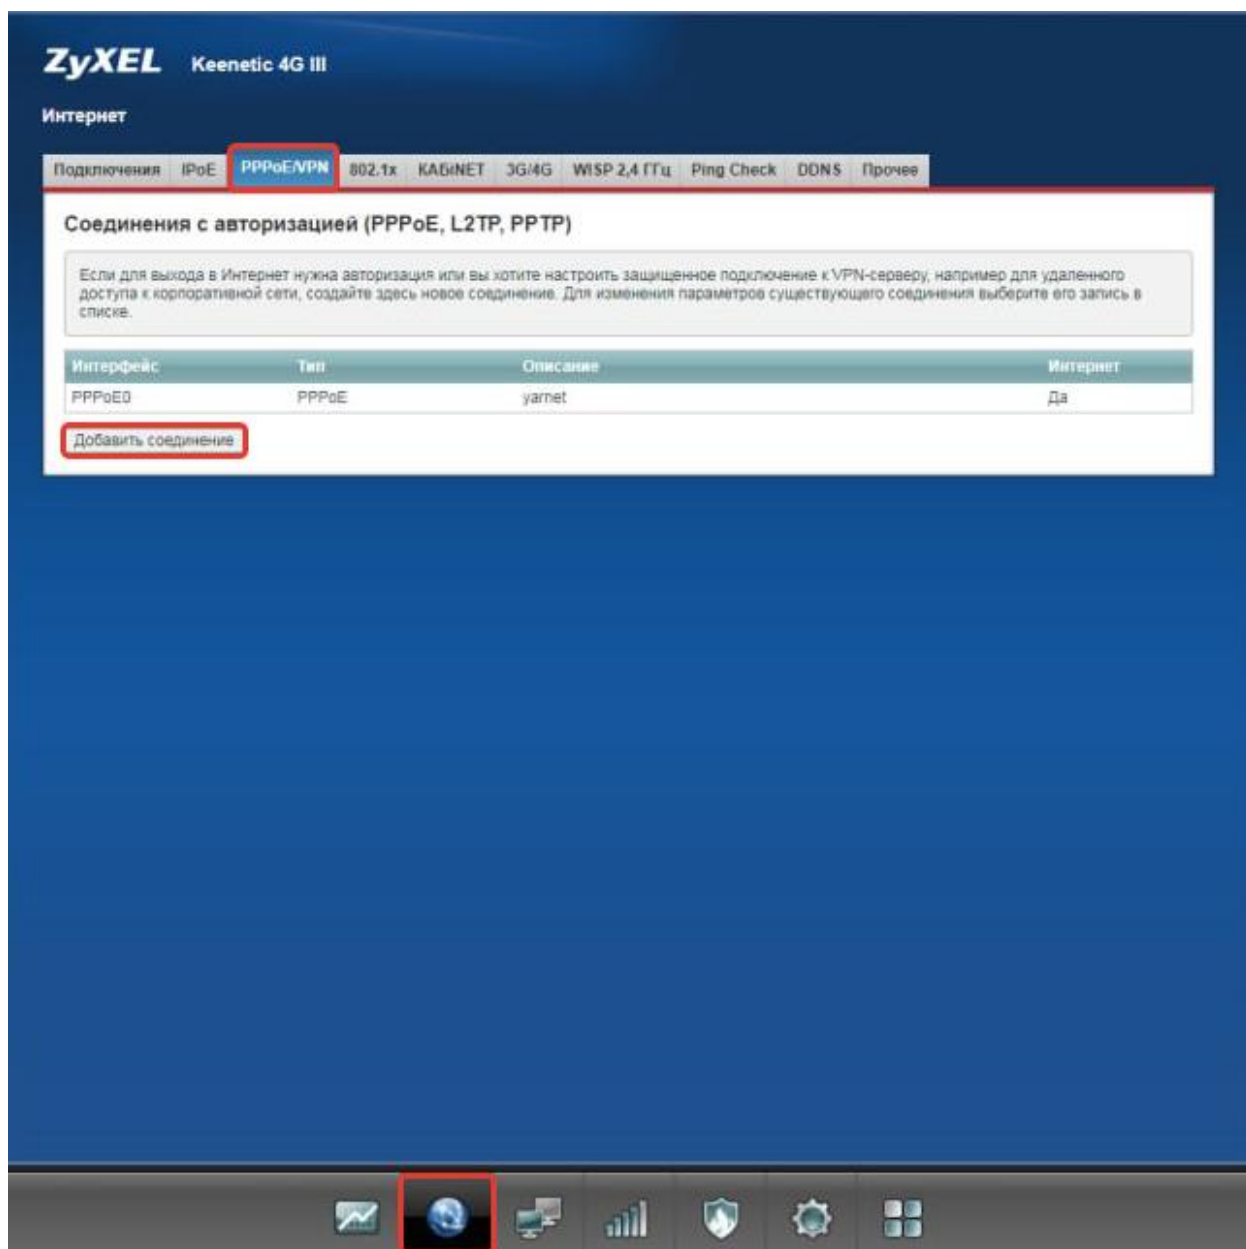 ZyXEL Keenetic 4G III
Интернет
Подключения IPoE PPPoE/VPN 802.1x КАБiNET 3G/4G WISP 2,4 ГГц Ping Check DDNS Прочее
Соединения с авторизацией (PPPoE, L2TP, PPTP)
Если для выхода в Интернет нужна авторизация или вы хотите настроить защищенное подключение к VPN-серверу, например для удаленного
доступа к корпоративной сети, создайте здесь новое соединение. Для изменения параметров существующего соединения выберите его запись в
списке.
Интерфейс Тип Описание Интернет
PPPoE0 PPPoE yarnet Да
Добавить соединение